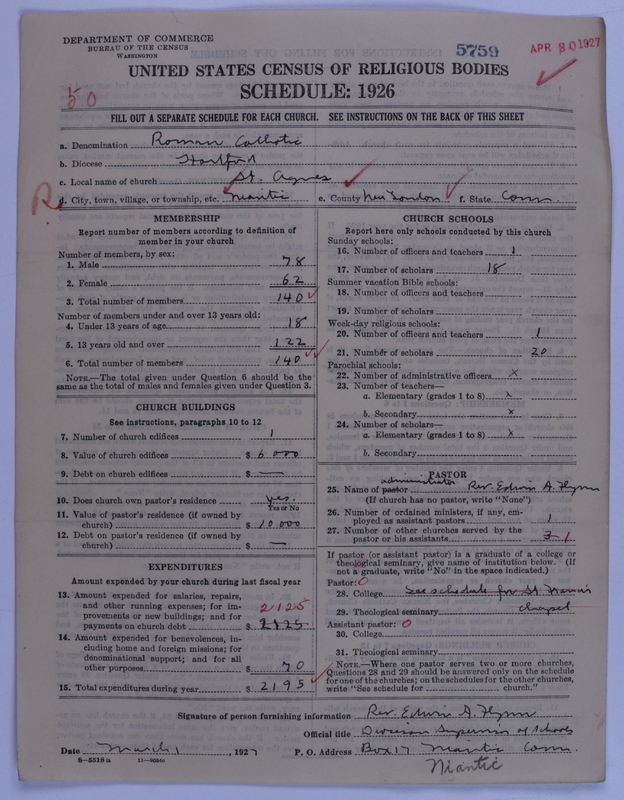 DEPARTMENT OF COMMERCE
BUREAU OF THE CENSUS
WASHINGTON
5759
APR 30 1927
UNITED STATES CENSUS OF RELIGIOUS BODIES
SCHEDULE: 1926
50
FILL OUT A SEPARATE SCHEDULE FOR EACH CHURCH. SEE INSTRUCTIONS ON THE BACK OF THIS SHEET
a. Denomination Roman Catholic
b. Diocese Hartford
c. Local name of church St. Agnes
R d. City, town, village, or township, etc. Niantic e. County New London f. State Conn.
MEMBERSHIP
Report number of members according to definition of member in your church
Number of members, by sex:
1. Male 78
2. Female 62
3. Total number of members 140
Number of members under and over 13 years old:
4. Under 13 years of age 18
5. 13 years old and over 122
6. Total number of members 140
NOTE.—The total given under Question 6 should be the same as the total of males and females given under Question 3.
CHURCH BUILDINGS
See instructions, paragraphs 10 to 12
7. Number of church edifices 1
8. Value of church edifices $ 6000
9. Debt on church edifices $ —
10. Does church own pastor's residence yes.
Yes or No
11. Value of pastor's residence (if owned by church) $ 10,000
12. Debt on pastor's residence (if owned by church) $ —
EXPENDITURES
Amount expended by your church during last fiscal year
13. Amount expended for salaries, repairs, and other running expenses; for improvements or new buildings; and for payments on church debt $ 2125 2125
14. Amount expended for benevolences, including home and foreign missions; for denominational support; and for all other purposes $ 70
15. Total expenditures during year $ 2195
CHURCH SCHOOLS
Report here only schools conducted by this church
Sunday schools:
16. Number of officers and teachers 1
17. Number of scholars 18
Summer vacation Bible schools:
18. Number of officers and teachers
19. Number of scholars
Week-day religious schools:
20. Number of officers and teachers 1
21. Number of scholars 20
Parochial schools:
22. Number of administrative officers x
23. Number of teachers—
a. Elementary (grades 1 to 8) x
b. Secondary x
24. Number of scholars—
a. Elementary (grades 1 to 8) x
b. Secondary
PASTOR
administrator
25. Name of pastor Rev. Edwin A. Flynn
(If church has no pastor, write "None")
26. Number of ordained ministers, if any, employed as assistant pastors 1
27. Number of other churches served by the pastor or his assistants 3 1
If pastor (or assistant pastor) is a graduate of a college or theological seminary, give name of institution below. (If not a graduate, write "No" in the space indicated.)
Pastor: 0
28. College See schedule for St. Francis
29. Theological seminary chapel
Assistant pastor: 0
30. College
31. Theological seminary
NOTE.—Where one pastor serves two or more churches, Questions 28 and 29 should be answered only on the schedule for one of the churches; on the schedules for the other churches, write "See schedule for church."
Signature of person furnishing information Rev. Edwin A. Flynn
Official title Diocesan Supervisor of Schools
Date March 1, 1927 P. O. Address Box 17 Niantic Conn.
8—5518a
Niantic